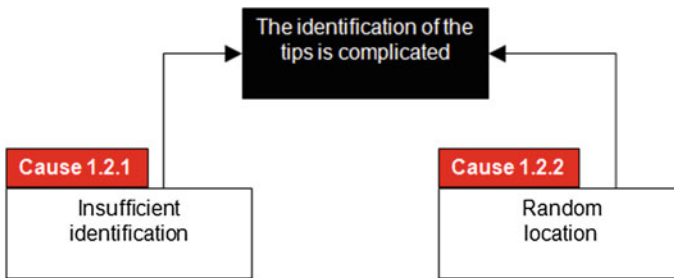 The identification of the
tips is complicated
Cause 1.2.1
Insufficient
identification
Cause 1.2.2
Random
location